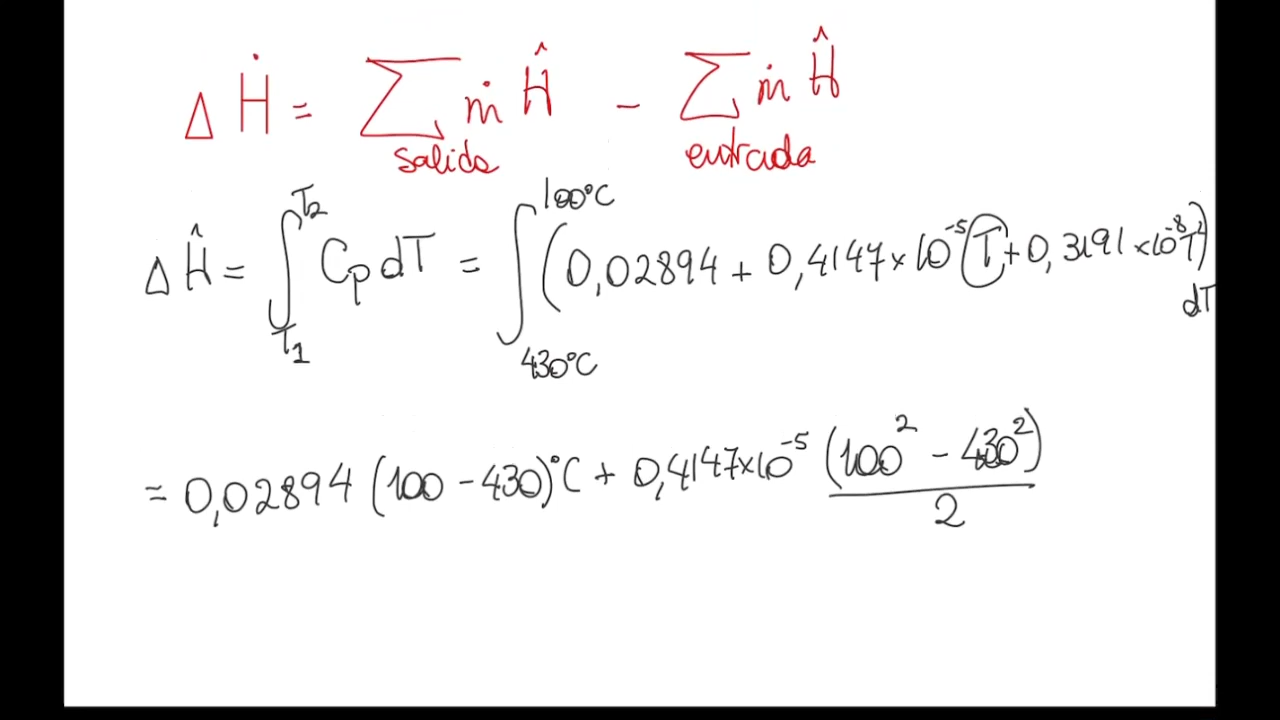 ΔḢ = Σ ṁ Ĥ - Σ ṁ Ĥ
salida entrada
ΔĤ = ∫_{T1}^{T2} Cp dT = ∫_{430°C}^{100°C} (0,02894 + 0,4147×10⁻⁵ T + 0,3191×10⁻⁸ T²) dT
= 0,02894 (100 - 430)°C + 0,4147×10⁻⁵ (100² - 430²)/2